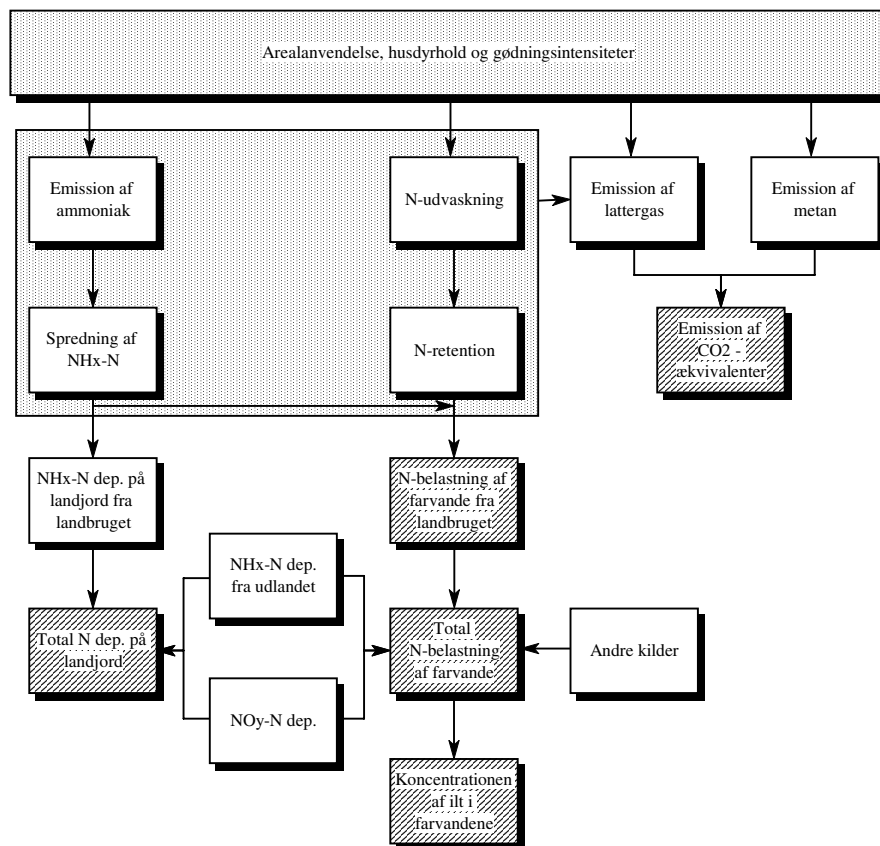 Arealanvendelse, husdyrhold og gødningsintensiteter
Emission af
ammoniak
N-udvaskning
Emission af
lattergas
Emission af
metan
Spredning af
NHx-N
N-retention
Emission af
CO2 -
ækvivalenter
NHx-N dep. på
landjord fra
landbruget
N-belastning af
farvande fra
landbruget
NHx-N dep.
fra udlandet
Total N dep. på
landjord
Total
N-belastning
af farvande
Andre kilder
NOy-N dep.
Koncentrationen
af ilt i
farvandene